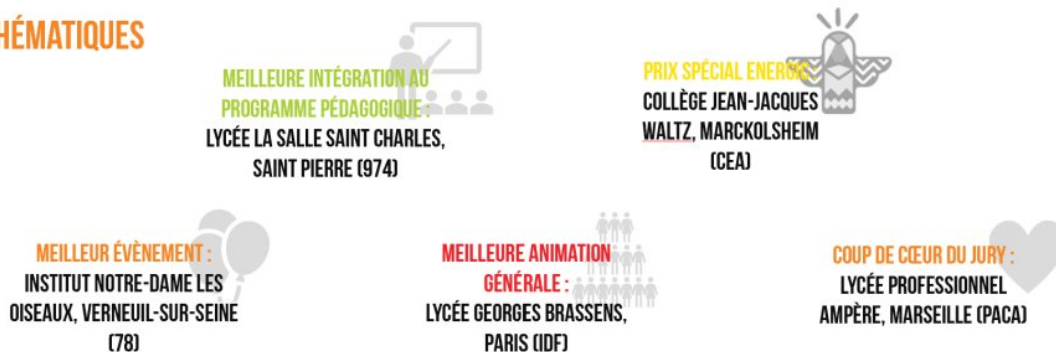 HÉMATIQUES
MEILLEURE INTÉGRATION AU
PROGRAMME PÉDAGOGIQUE :
LYCÉE LA SALLE SAINT CHARLES,
SAINT PIERRE (974)
PRIX SPÉCIAL ENERGIE :
COLLÈGE JEAN-JACQUES
WALTZ, MARCKOLSHEIM
(CEA)
MEILLEUR ÉVÈNEMENT :
INSTITUT NOTRE-DAME LES
OISEAUX, VERNEUIL-SUR-SEINE
(78)
MEILLEURE ANIMATION
GÉNÉRALE :
LYCÉE GEORGES BRASSENS,
PARIS (IDF)
COUP DE CŒUR DU JURY :
LYCÉE PROFESSIONNEL
AMPÈRE, MARSEILLE (PACA)